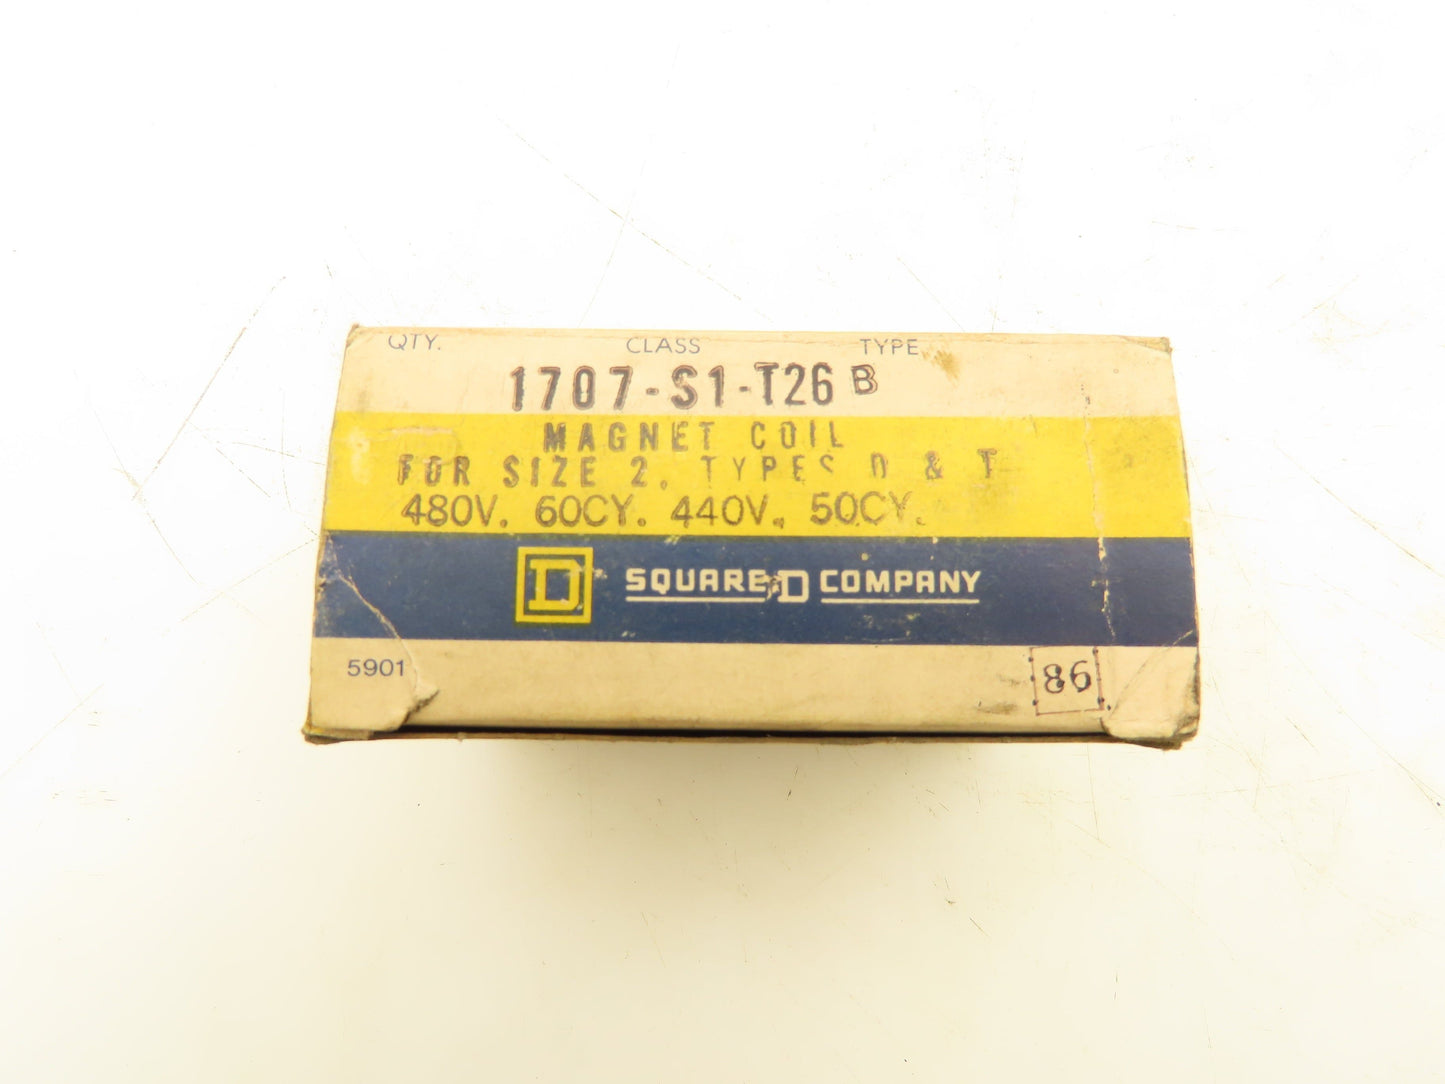 QTY. CLASS TYPE
1707-S1-T26 B
MAGNET COIL
FOR SIZE 2, TYPES D & T
480V. 60CY. 440V. 50CY.
D SQUARE D COMPANY
5901
86